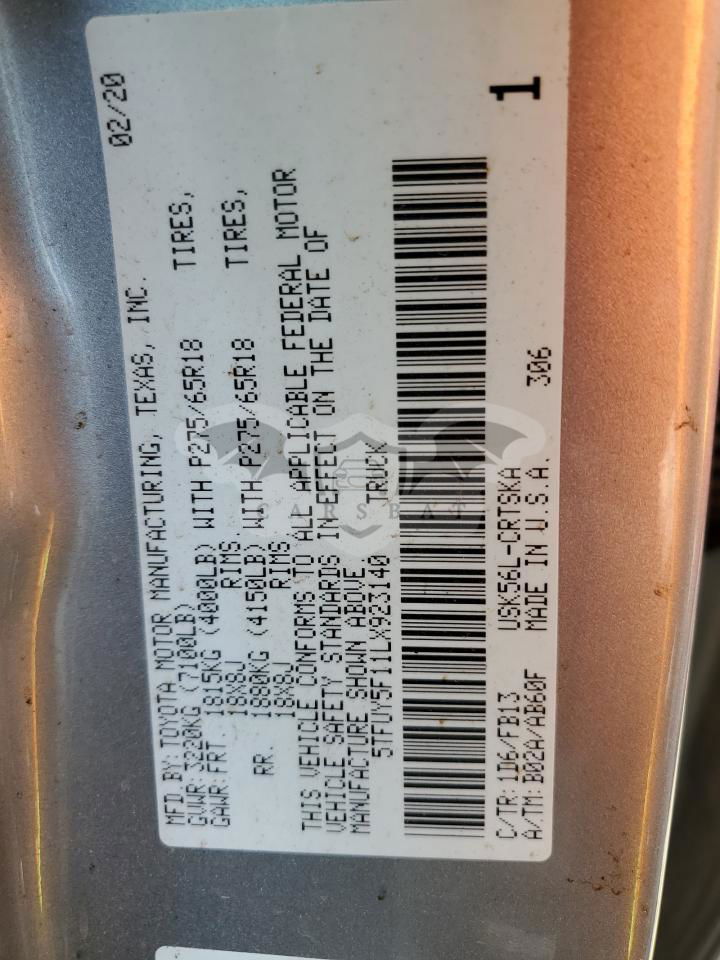 MFD BY: TOYOTA MOTOR MANUFACTURING, TEXAS, INC. 02/20
GVWR: 3220KG (7100LB)
GAWR: FRT. 1815KG (4000LB) WITH P275/65R18 TIRES,
18X8J RIMS,
RR. 1880KG (4150LB) WITH P275/65R18 TIRES,
18X8J RIMS,
THIS VEHICLE CONFORMS TO ALL APPLICABLE FEDERAL MOTOR
VEHICLE SAFETY STANDARDS IN EFFECT ON THE DATE OF
MANUFACTURE SHOWN ABOVE.
5TFUY5F11LX923140 TRUCK
C/TR: 1D6/FB13 USK56L-CRTSKA 306 1
A/TM: B02A/AB60F MADE IN U.S.A.
CARSBAT